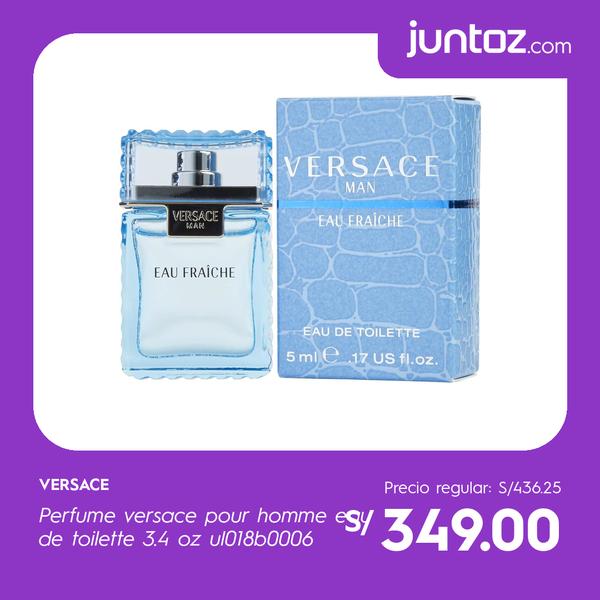 juntoz.com
VERSACE
MAN
EAU FRAÎCHE
VERSACE
MAN
EAU FRAÎCHE
EAU DE TOILETTE
5 ml ℮ .17 US fl.oz.
VERSACE
Perfume versace pour homme eau
de toilette 3.4 oz ul018b0006
Precio regular: S/436.25
S/ 349.00